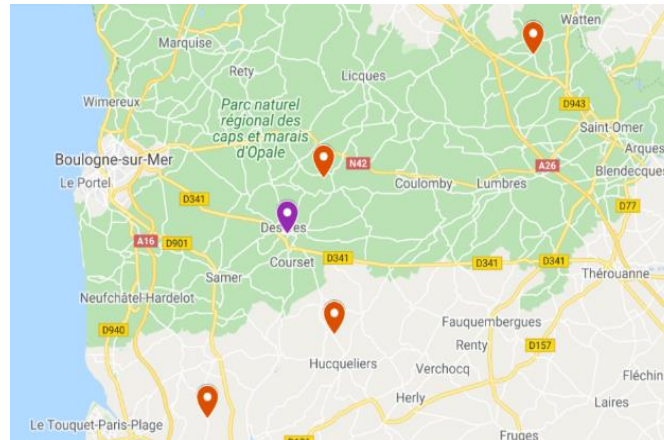 Watten
Marquise
Rety
Licques
Wimereux
Parc naturel
régional des
caps et marais
d'Opale
D943
Saint-Omer
Boulogne-sur-Mer
N42
A26
Arques
Le Portel
Coulomby
Lumbres
Blendecques
D341
D77
A16
D901
Courset
D341
D341
D341
Samer
Thérouanne
Neufchâtel-Hardelot
D940
Fauquembergues
Renty
D157
Hucqueliers
Verchocq
Fléchin
Herly
Laires
Le Touquet-Paris-Plage
Fruges